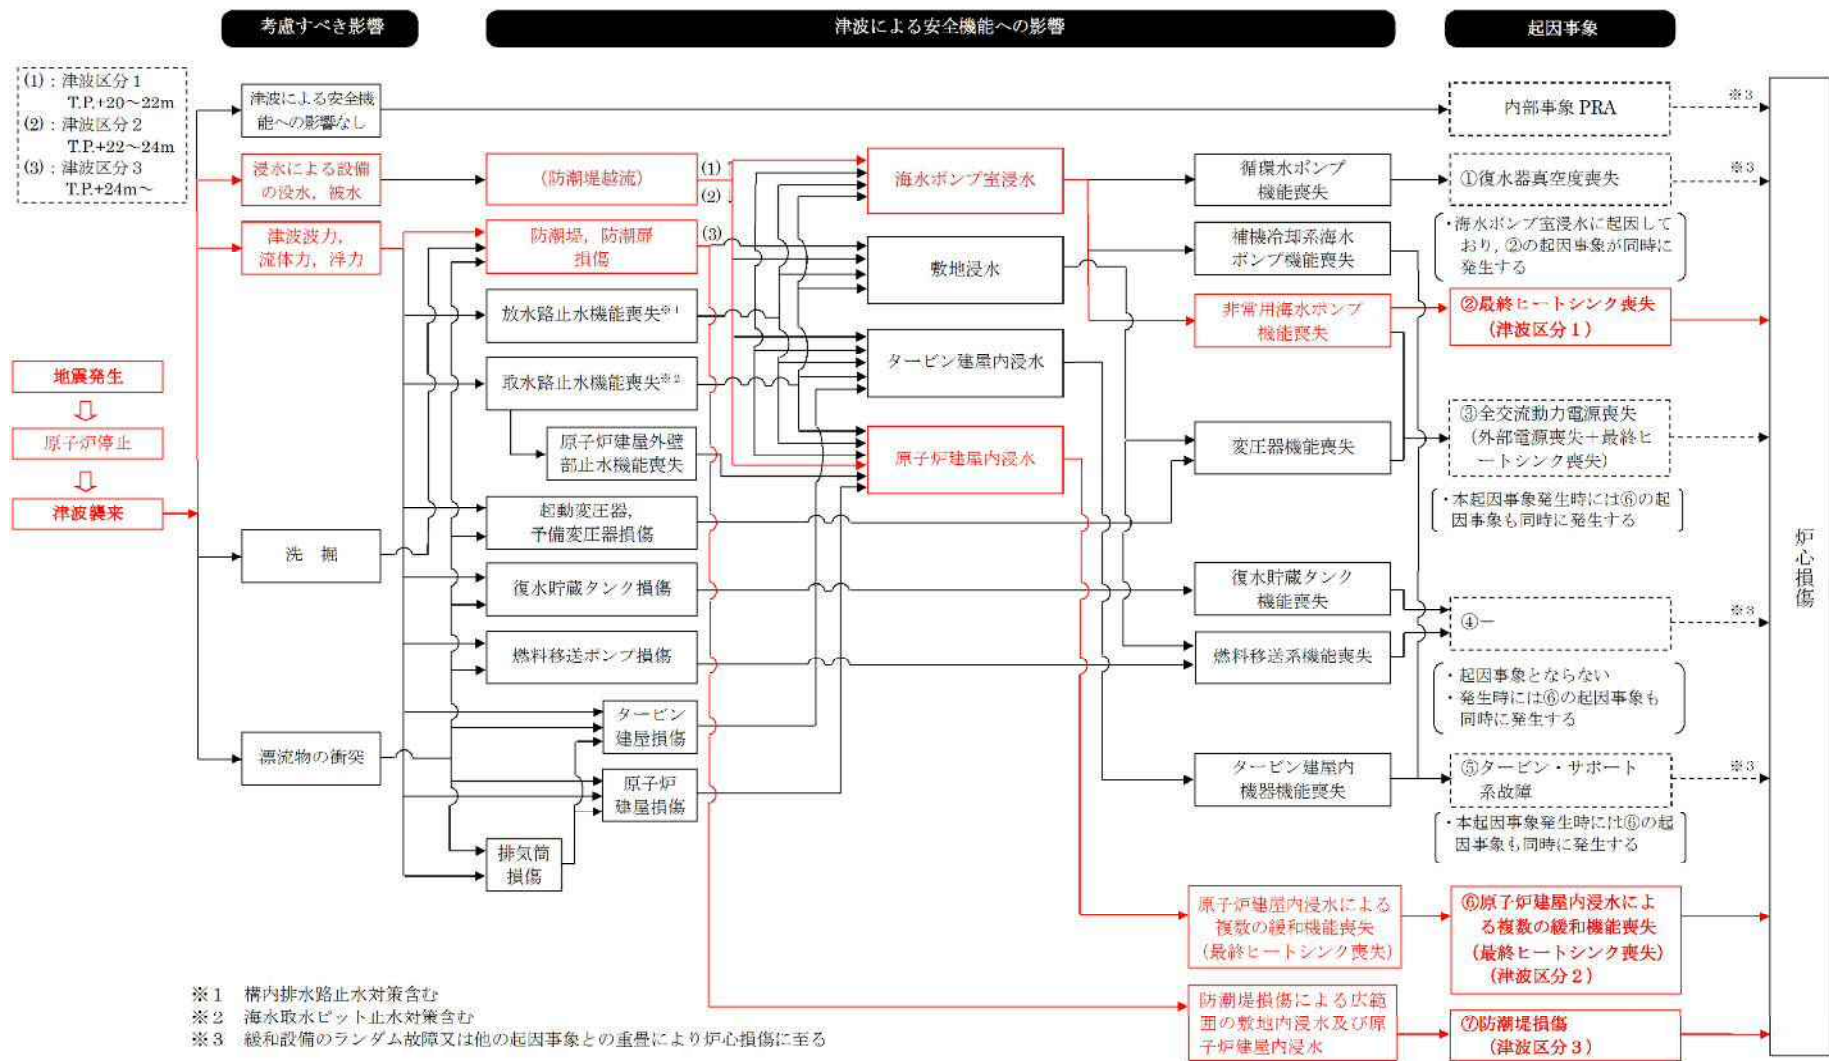 考慮すべき影響
津波による安全機能への影響
起因事象
(1)：津波区分1
T.P.+20～22m
(2)：津波区分2
T.P.+22～24m
(3)：津波区分3
T.P.+24m～
地震発生
原子炉停止
津波襲来
津波による安全機
能への影響なし
浸水による設備
の没水，被水
津波波力，
流体力，浮力
洗　掘
漂流物の衝突
(防潮堤越流)
(1)
(2)
防潮堤，防潮扉
損傷
(3)
放水路止水機能喪失※1
取水路止水機能喪失※2
原子炉建屋外壁
部止水機能喪失
起動変圧器，
予備変圧器損傷
復水貯蔵タンク損傷
燃料移送ポンプ損傷
タービン
建屋損傷
原子炉
建屋損傷
排気筒
損傷
海水ポンプ室浸水
敷地浸水
タービン建屋内浸水
原子炉建屋内浸水
循環水ポンプ
機能喪失
補機冷却系海水
ポンプ機能喪失
非常用海水ポンプ
機能喪失
変圧器機能喪失
復水貯蔵タンク
機能喪失
燃料移送系機能喪失
タービン建屋内
機器機能喪失
原子炉建屋内浸水による
複数の緩和機能喪失
(最終ヒートシンク喪失)
防潮堤損傷による広範
囲の敷地内浸水及び原
子炉建屋内浸水
内部事象 PRA
※3
①復水器真空度喪失
※3
・海水ポンプ室浸水に起因して
おり，②の起因事象が同時に
発生する
②最終ヒートシンク喪失
(津波区分1)
③全交流動力電源喪失
(外部電源喪失＋最終ヒ
ートシンク喪失)
・本起因事象発生時には⑥の起
因事象も同時に発生する
④－
※3
・起因事象とならない
・発生時には⑥の起因事象も
同時に発生する
⑤タービン・サポート
系故障
※3
・本起因事象発生時には⑥の起
因事象も同時に発生する
⑥原子炉建屋内浸水によ
る複数の緩和機能喪失
(最終ヒートシンク喪失)
(津波区分2)
⑦防潮堤損傷
(津波区分3)
炉心損傷
※1　構内排水路止水対策含む
※2　海水取水ピット止水対策含む
※3　緩和設備のランダム故障又は他の起因事象との重畳により炉心損傷に至る